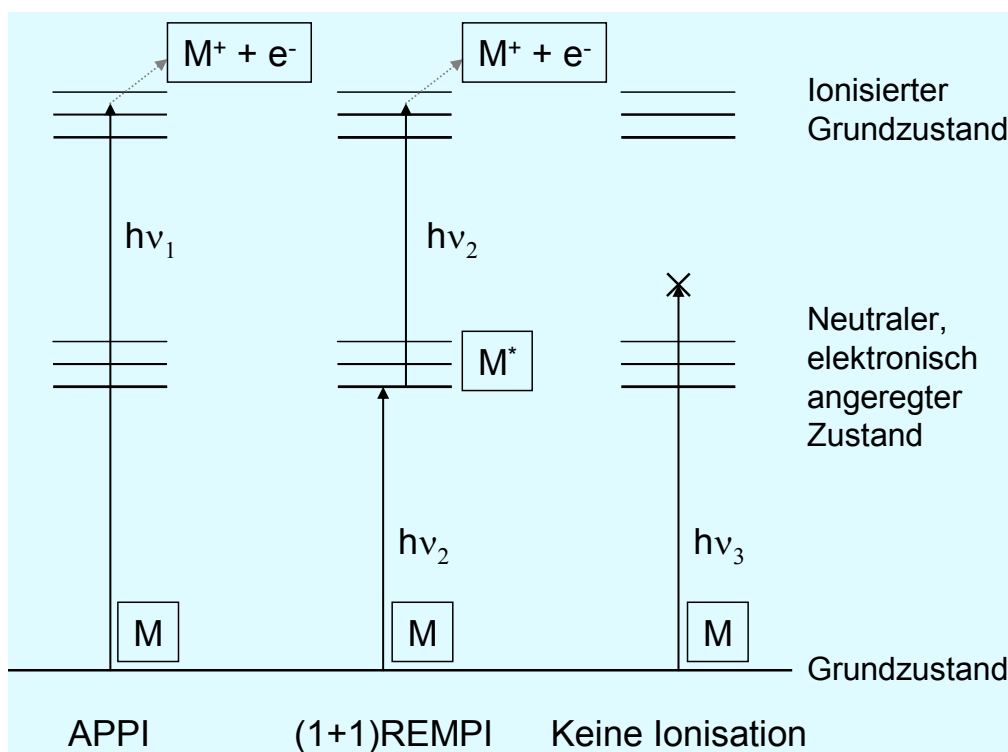 M⁺ + e⁻
M⁺ + e⁻
Ionisierter
Grundzustand
hν₁
hν₂
Neutraler,
elektronisch
angeregter
Zustand
M*
hν₂
hν₃
M
M
M
Grundzustand
APPI
(1+1)REMPI
Keine Ionisation